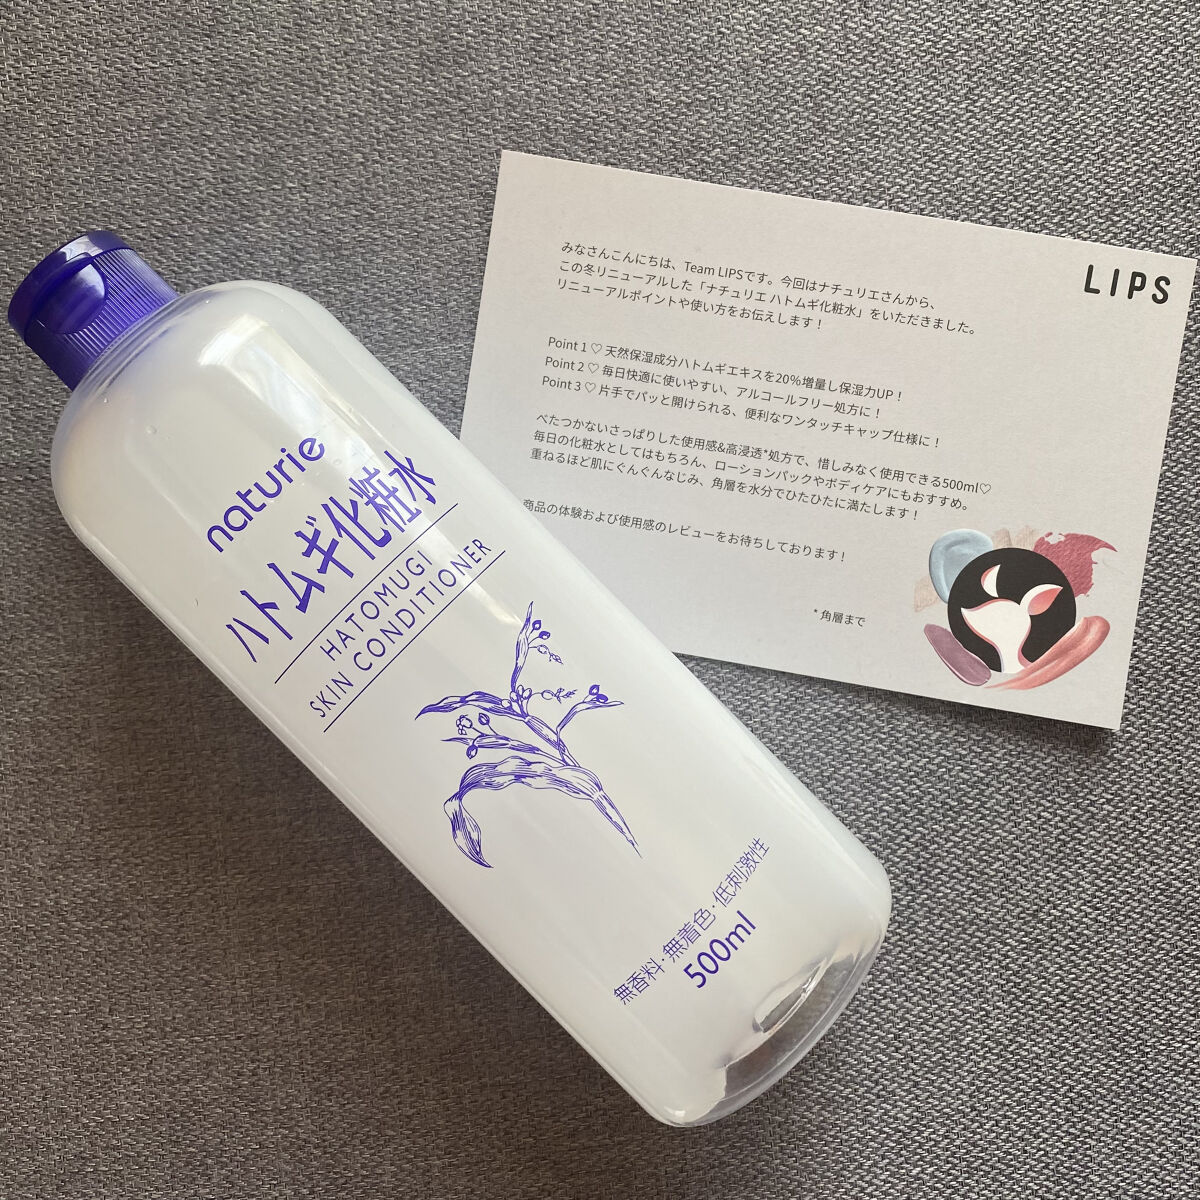 naturie
ハトムギ化粧水
HATOMUGI
SKIN CONDITIONER
無香料・無着色・低刺激性
500ml
LIPS
みなさんこんにちは、Team LIPSです。今回はナチュリエさんから、
この冬リニューアルした「ナチュリエ ハトムギ化粧水」をいただきました。
リニューアルポイントや使い方をお伝えします！
Point 1 ♡ 天然保湿成分ハトムギエキスを20%増量し保湿力UP！
Point 2 ♡ 毎日快適に使いやすい、アルコールフリー処方に！
Point 3 ♡ 片手でパッと開けられる、便利なワンタッチキャップ仕様に！
べたつかないさっぱりした使用感&高浸透*処方で、惜しみなく使用できる500ml♡
毎日の化粧水としてはもちろん、ローションパックやボディケアにもおすすめ。
重ねるほど肌にぐんぐんなじみ、角層を水分でひたひたに満たします！
商品の体験および使用感のレビューをお待ちしております！
* 角層まで